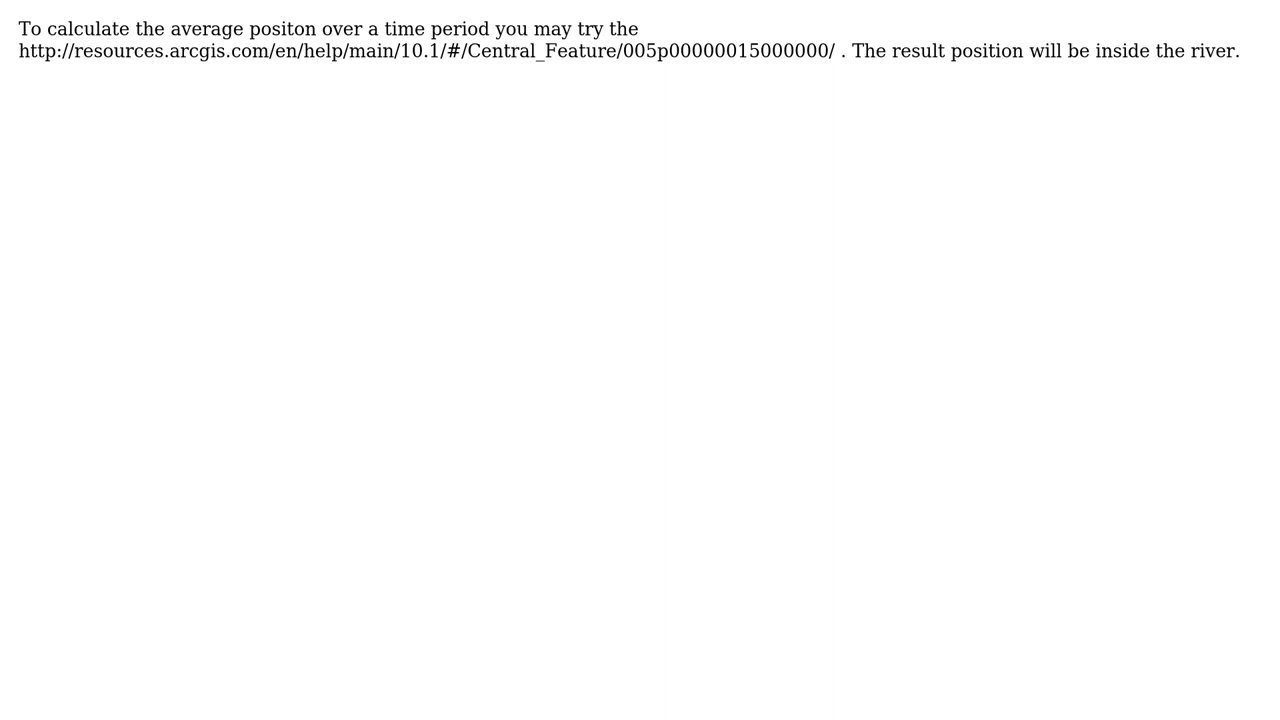 To calculate the average positon over a time period you may try the
http://resources.arcgis.com/en/help/main/10.1/#/Central_Feature/005p00000015000000/ . The result position will be inside the river.